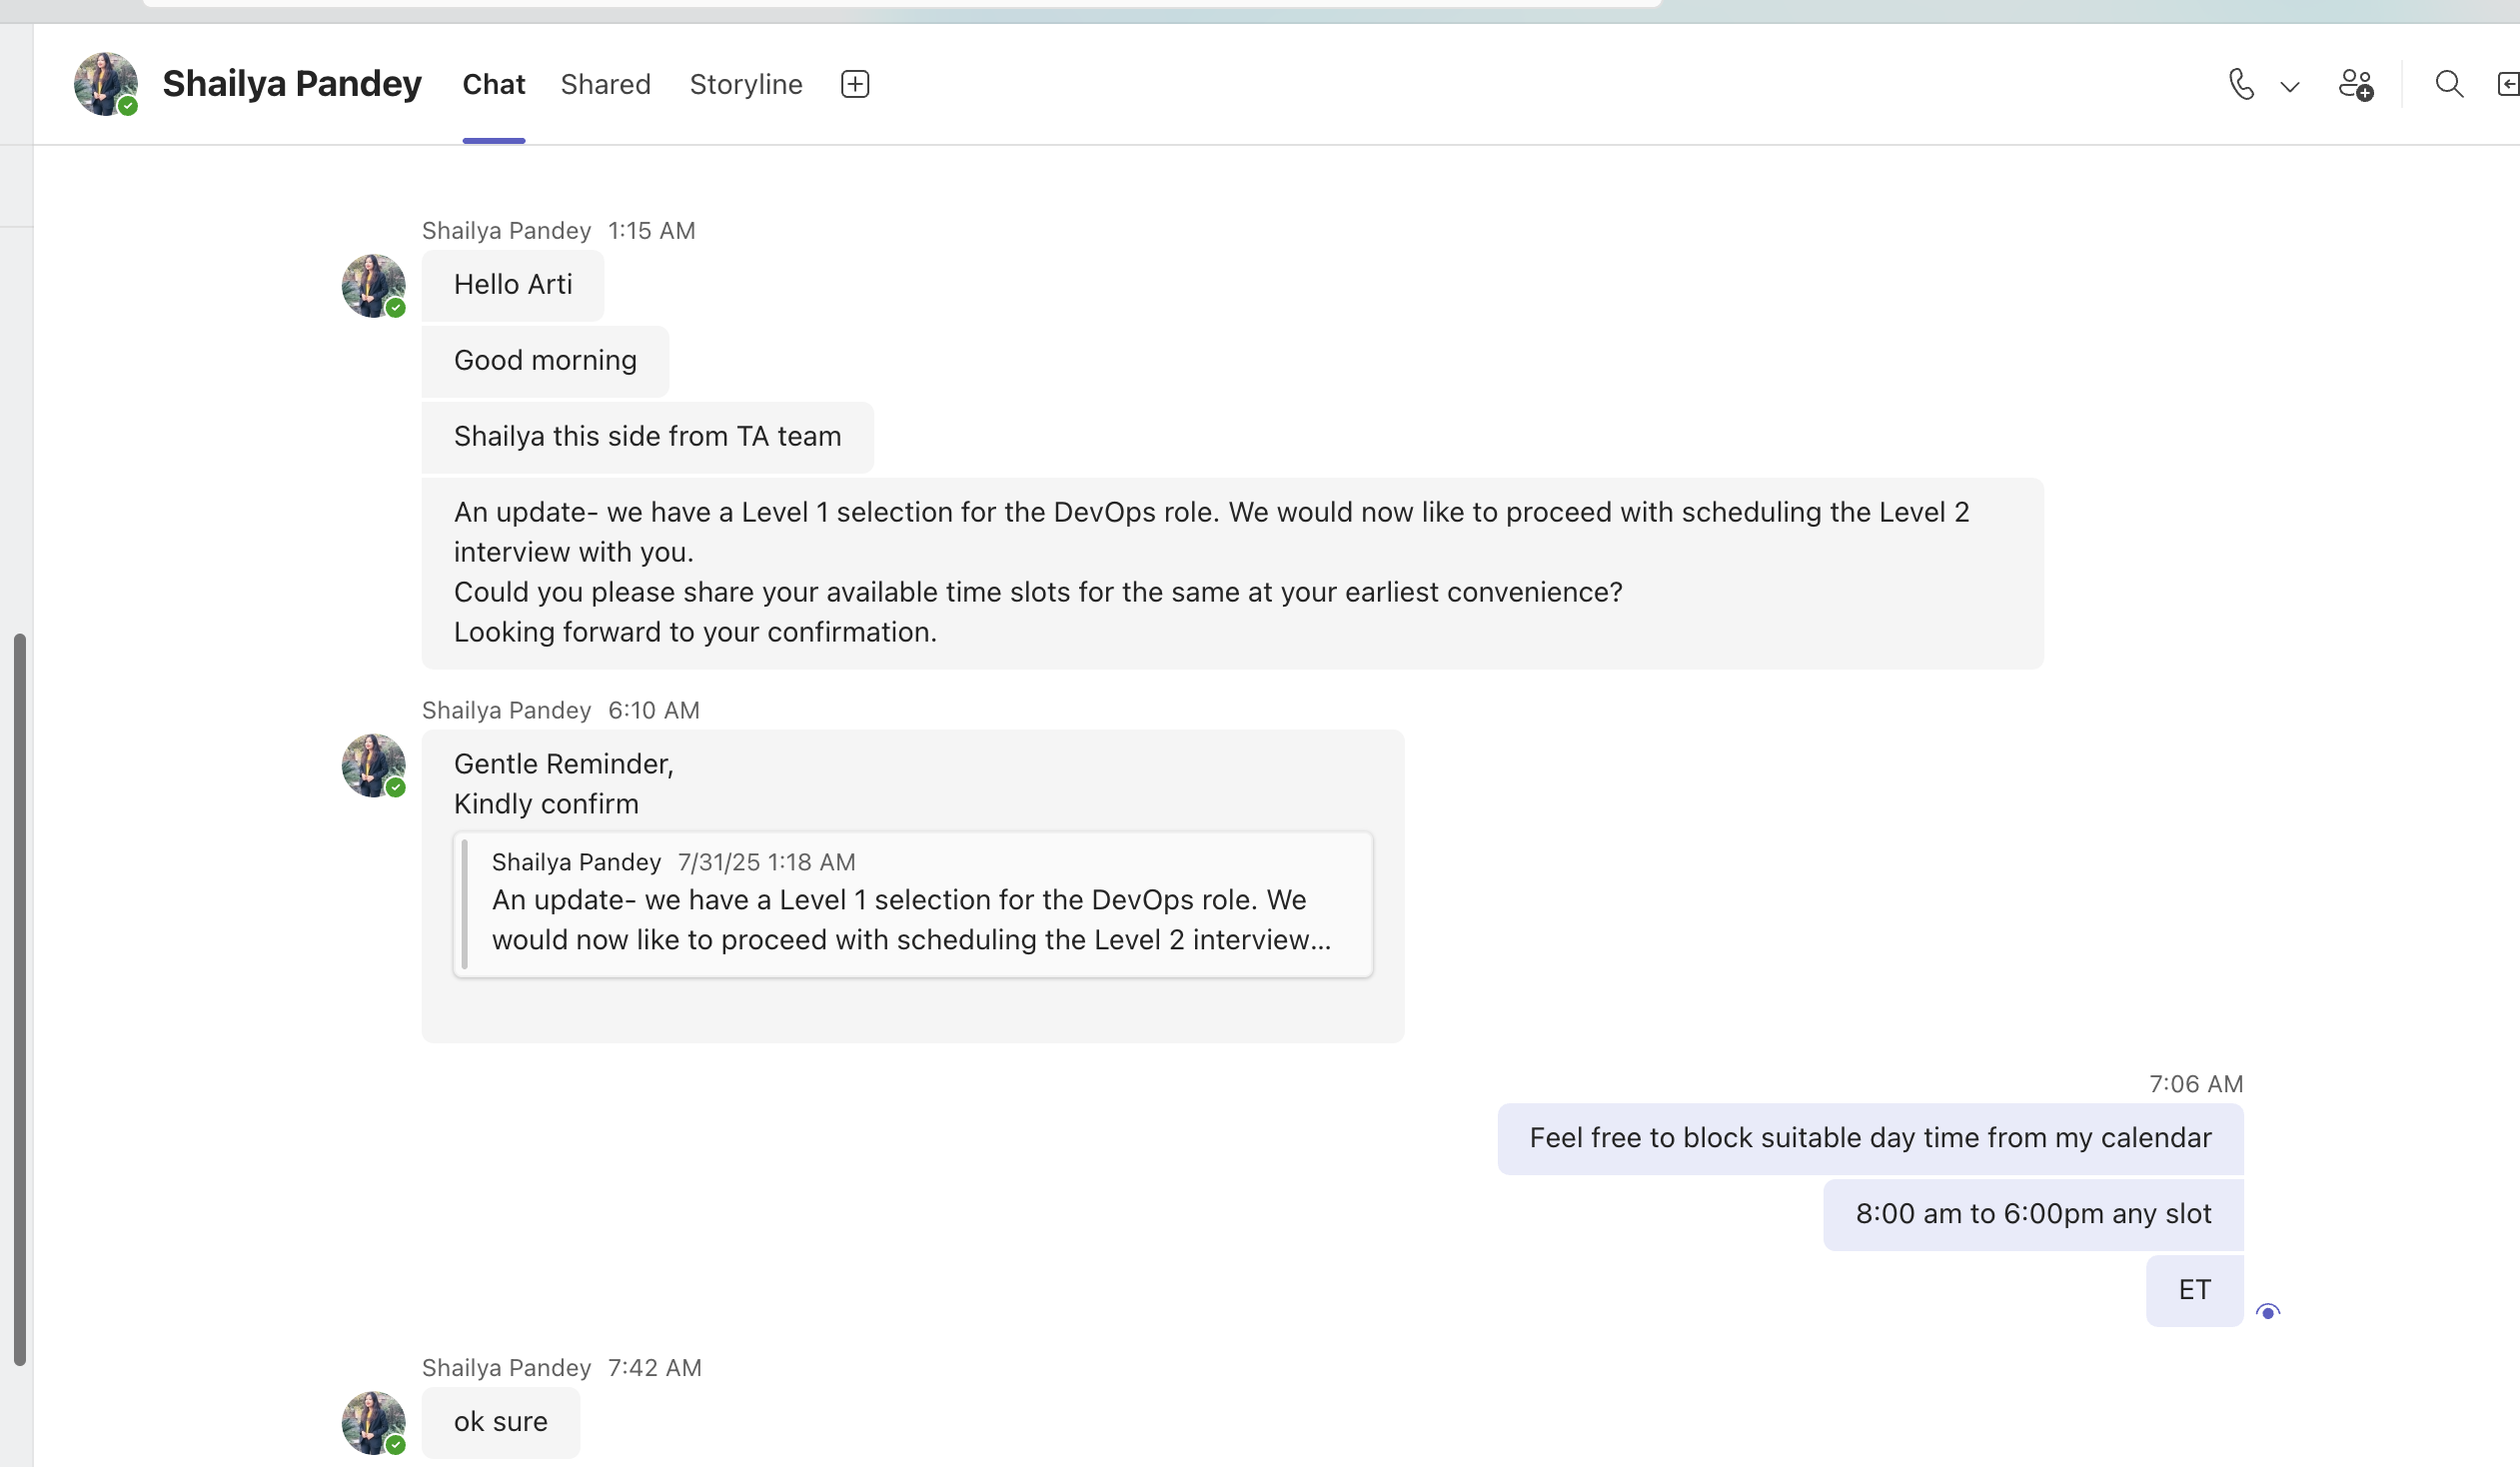 Shailya Pandey Chat Shared Storyline
Shailya Pandey 1:15 AM
Hello Arti
Good morning
Shailya this side from TA team
An update- we have a Level 1 selection for the DevOps role. We would now like to proceed with scheduling the Level 2
interview with you.
Could you please share your available time slots for the same at your earliest convenience?
Looking forward to your confirmation.
Shailya Pandey 6:10 AM
Gentle Reminder,
Kindly confirm
Shailya Pandey 7/31/25 1:18 AM
An update- we have a Level 1 selection for the DevOps role. We
would now like to proceed with scheduling the Level 2 interview...
7:06 AM
Feel free to block suitable day time from my calendar
8:00 am to 6:00pm any slot
ET
Shailya Pandey 7:42 AM
ok sure